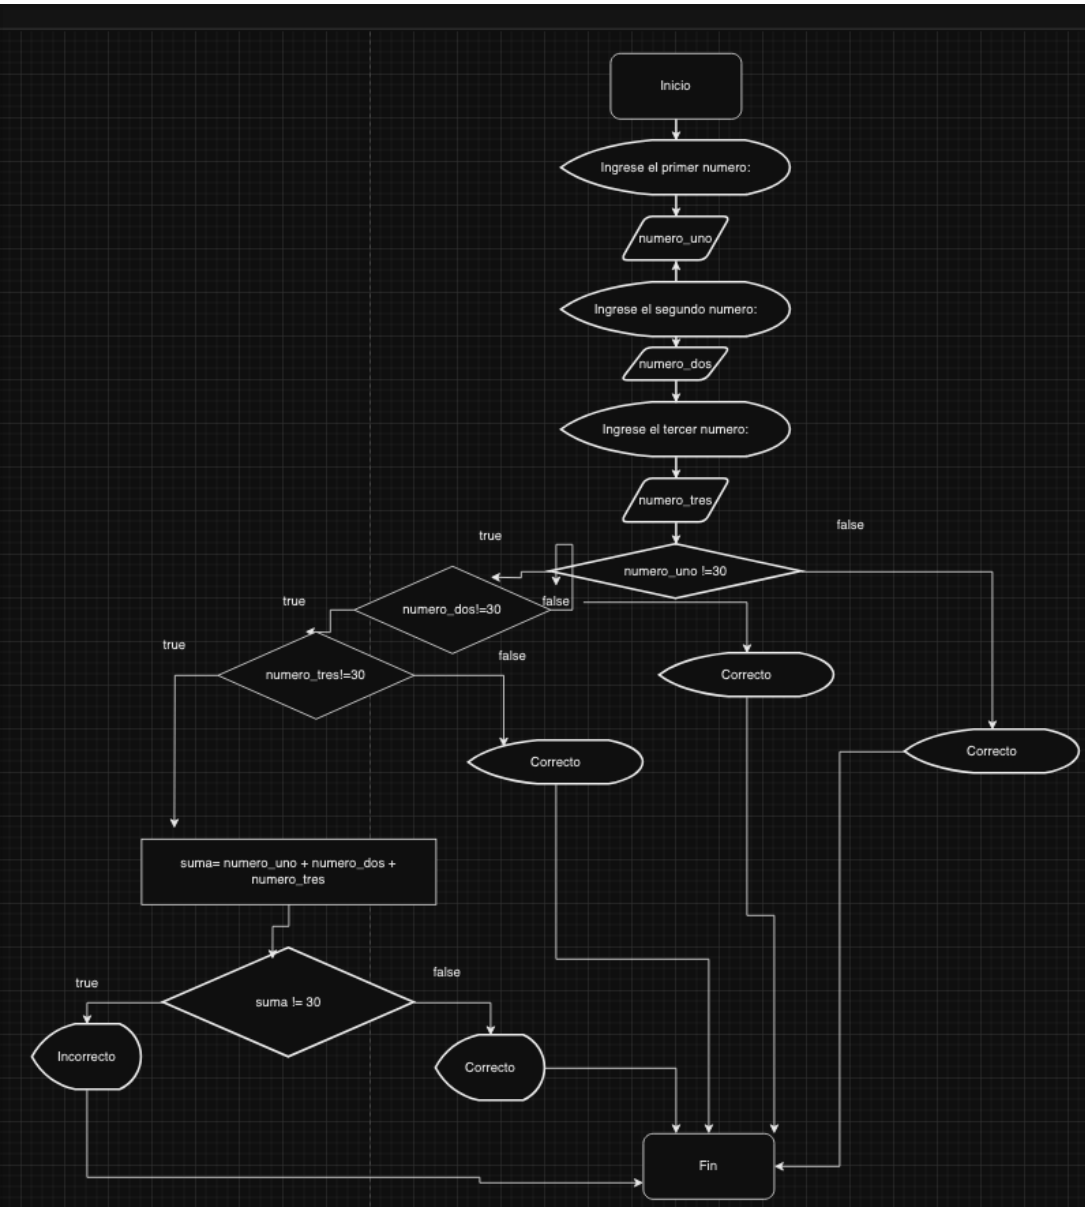 Inicio
Ingrese el primer numero:
numero_uno
Ingrese el segundo numero:
numero_dos
Ingrese el tercer numero:
numero_tres
true
false
numero_uno !=30
true
numero_dos!=30
false
true
numero_tres!=30
false
Correcto
Correcto
Correcto
suma= numero_uno + numero_dos +
numero_tres
true
false
suma != 30
Incorrecto
Correcto
Fin